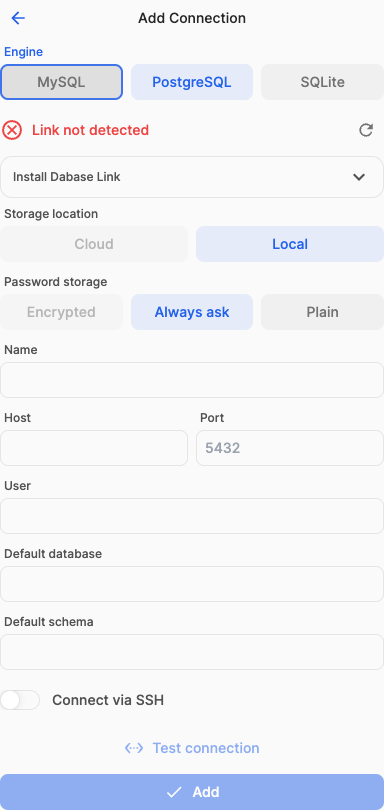 Add Connection
Engine
MySQL PostgreSQL SQLite
Link not detected
Install Dabase Link
Storage location
Cloud Local
Password storage
Encrypted Always ask Plain
Name
Host Port
5432
User
Default database
Default schema
Connect via SSH
Test connection
Add